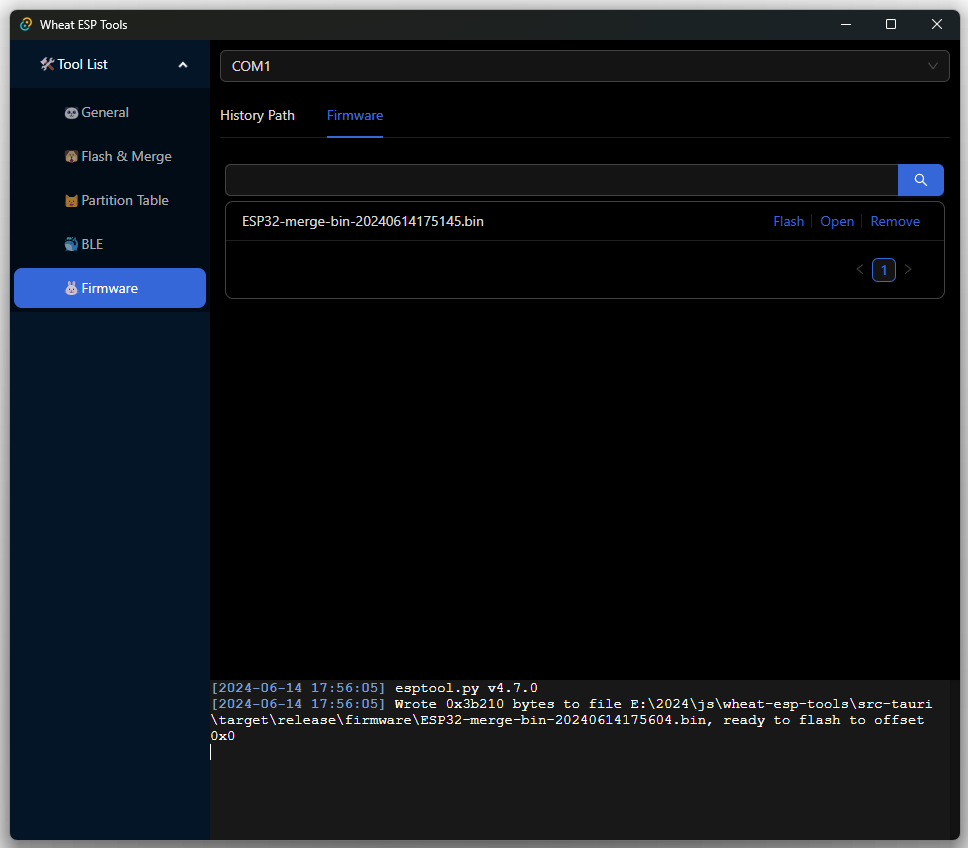 Wheat ESP Tools
🛠Tool List
COM1
History Path
Firmware
🐼General
Flash & Merge
Partition Table
BLE
🐰Firmware
ESP32-merge-bin-20240614175145.bin
Flash
Open
Remove
1
[2024-06-14 17:56:05] esptool.py v4.7.0
[2024-06-14 17:56:05] Wrote 0x3b210 bytes to file E:\2024\js\wheat-esp-tools\src-tauri
\target\release\firmware\ESP32-merge-bin-20240614175604.bin, ready to flash to offset
0x0